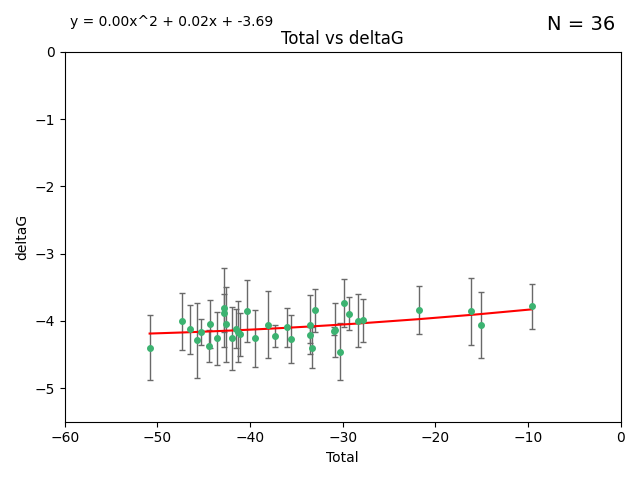 y = 0.00x^2 + 0.02x + -3.69
N = 36
Total vs deltaG
0
−1
−2
−3
−4
−5
deltaG
−60 −50 −40 −30 −20 −10 0
Total